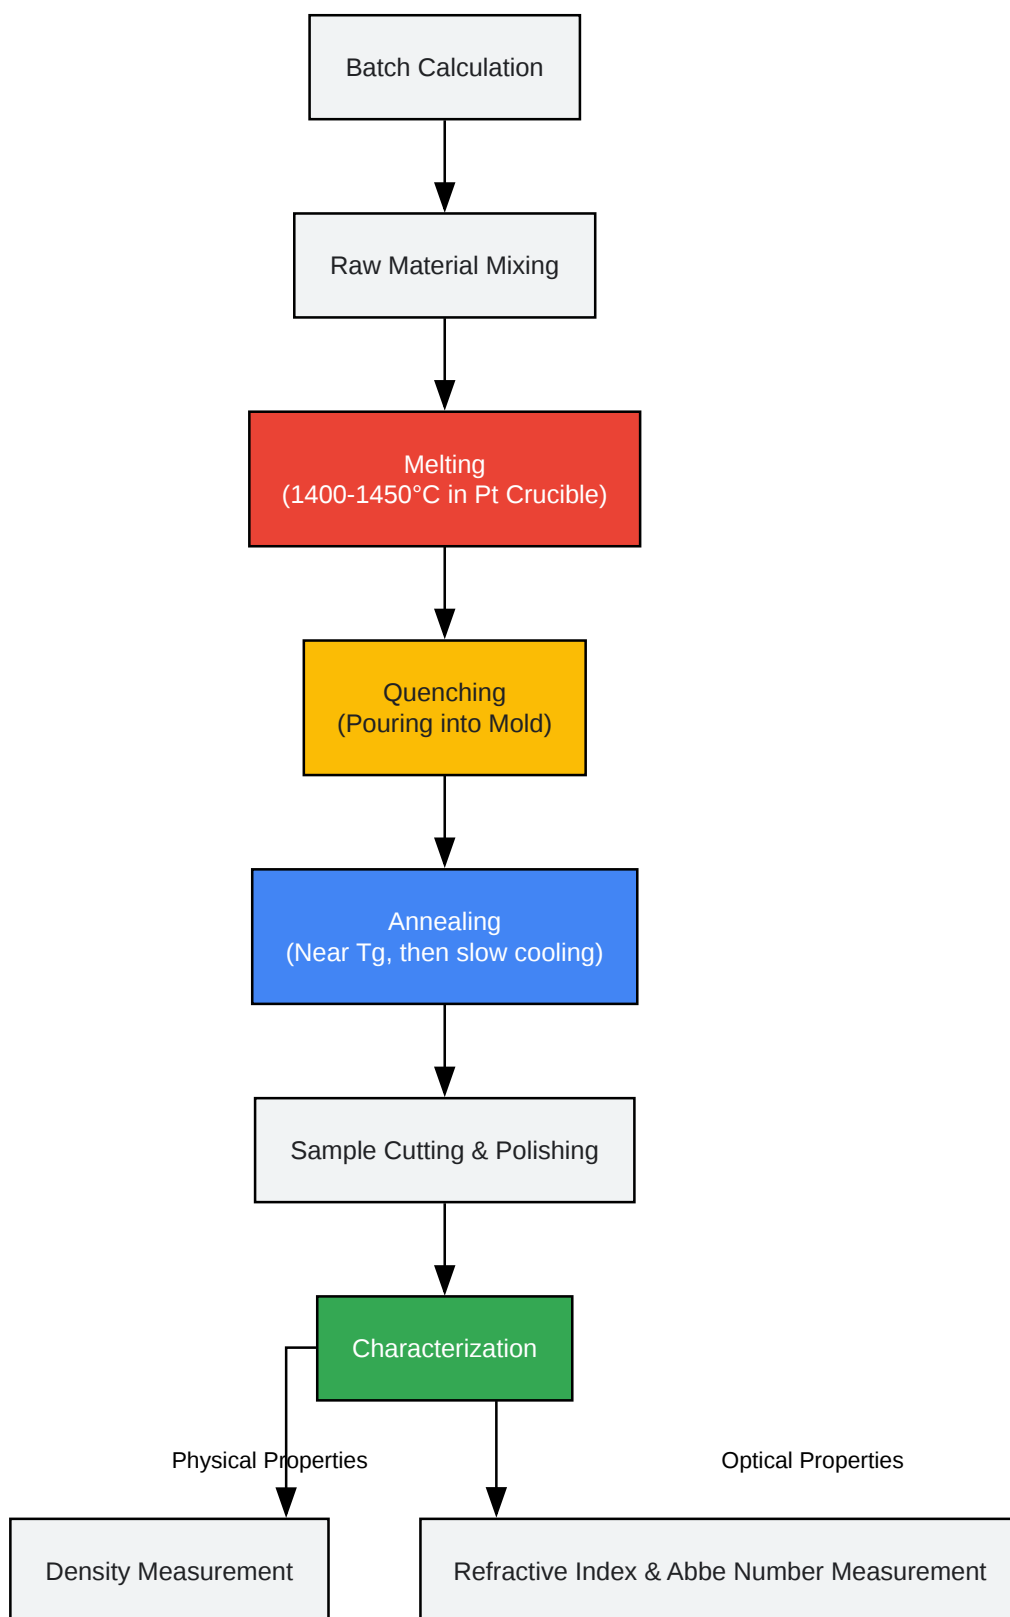 Batch Calculation
Raw Material Mixing
Melting
(1400-1450°C in Pt Crucible)
Quenching
(Pouring into Mold)
Annealing
(Near Tg, then slow cooling)
Sample Cutting & Polishing
Characterization
Physical Properties
Optical Properties
Density Measurement
Refractive Index & Abbe Number Measurement